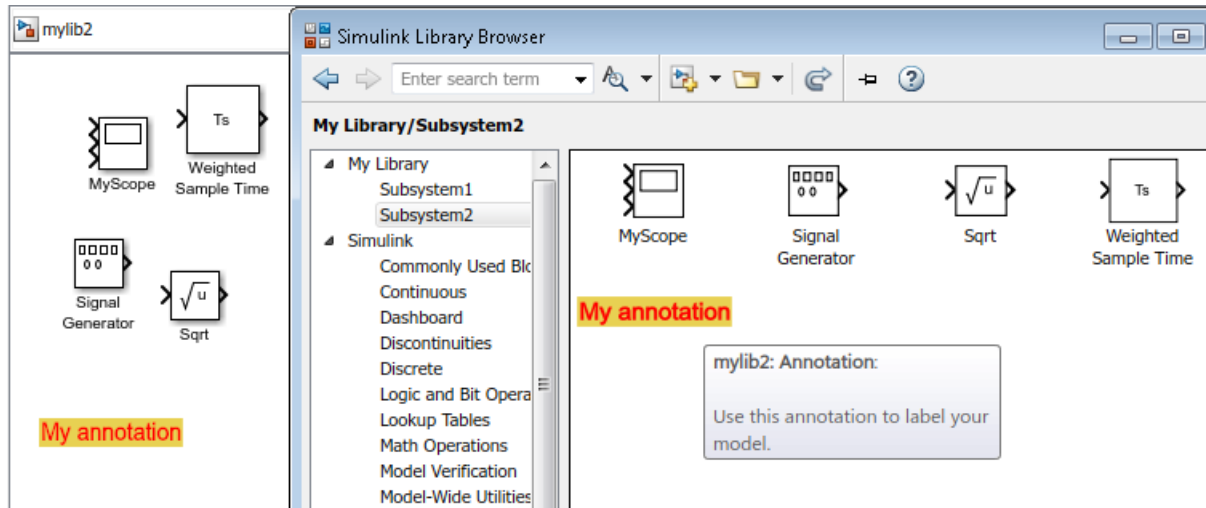 mylib2
Ts
MyScope
Weighted
Sample Time
Signal
Generator
√u
Sqrt
My annotation
Simulink Library Browser
Enter search term
My Library/Subsystem2
My Library
Subsystem1
Subsystem2
Simulink
Commonly Used Blc
Continuous
Dashboard
Discontinuities
Discrete
Logic and Bit Opera
Lookup Tables
Math Operations
Model Verification
Model-Wide Utilities
MyScope
Signal
Generator
√u
Sqrt
Ts
Weighted
Sample Time
My annotation
mylib2: Annotation:
Use this annotation to label your
model.